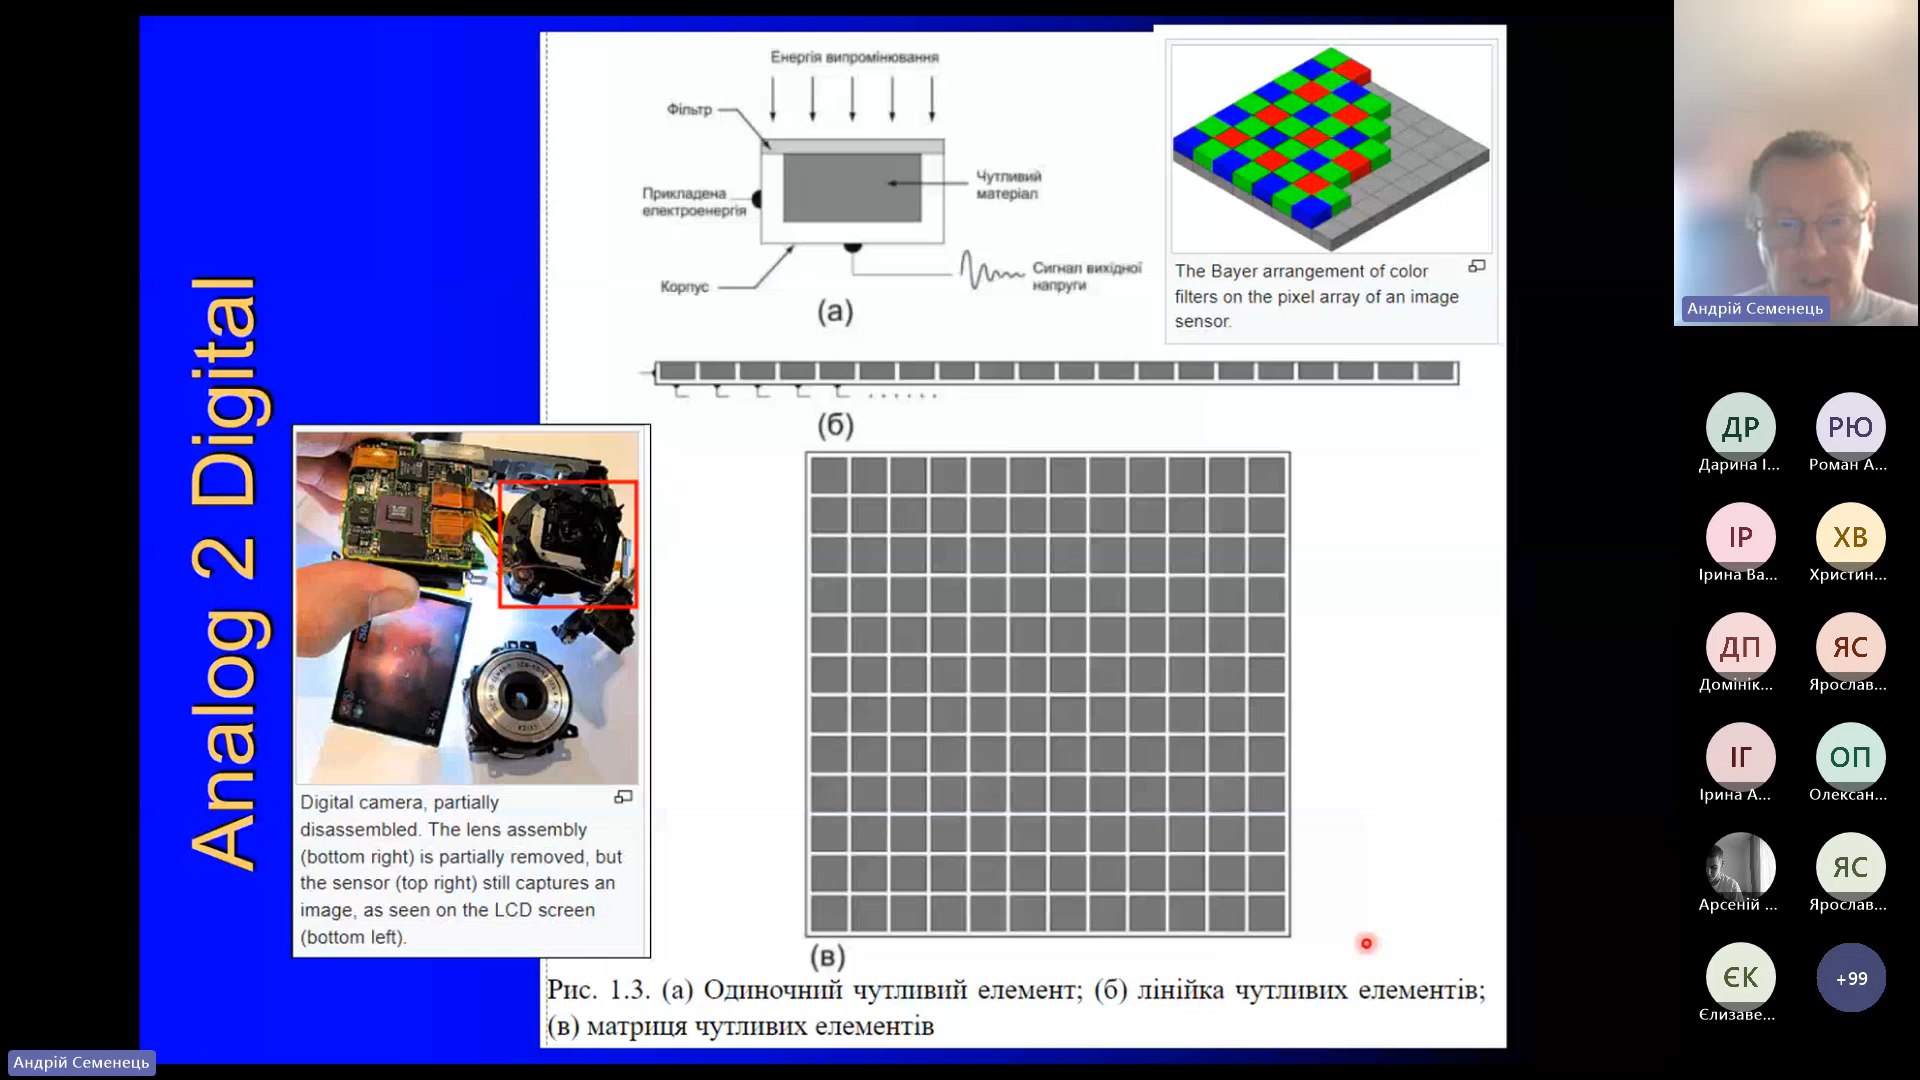 Analog 2 Digital
Енергія випромінювання
Фільтр
Чутливий
матеріал
Прикладена
електроенергія
Корпус
Сигнал вихідної
напруги
(а)
The Bayer arrangement of color
filters on the pixel array of an image
sensor.
(б)
Digital camera, partially
disassembled. The lens assembly
(bottom right) is partially removed, but
the sensor (top right) still captures an
image, as seen on the LCD screen
(bottom left).
(в)
Рис. 1.3. (а) Одиночний чутливий елемент; (б) лінійка чутливих елементів;
(в) матриця чутливих елементів
Андрій Семенець
Андрій Семенець
ДР
Дарина І...
РЮ
Роман А...
ІР
Ірина Ва...
ХВ
Христин...
ДП
Домінік...
ЯС
Ярослав...
ІГ
Ірина А...
ОП
Олексан...
Арсеній ...
ЯС
Ярослав...
ЄК
Єлизаве...
+99